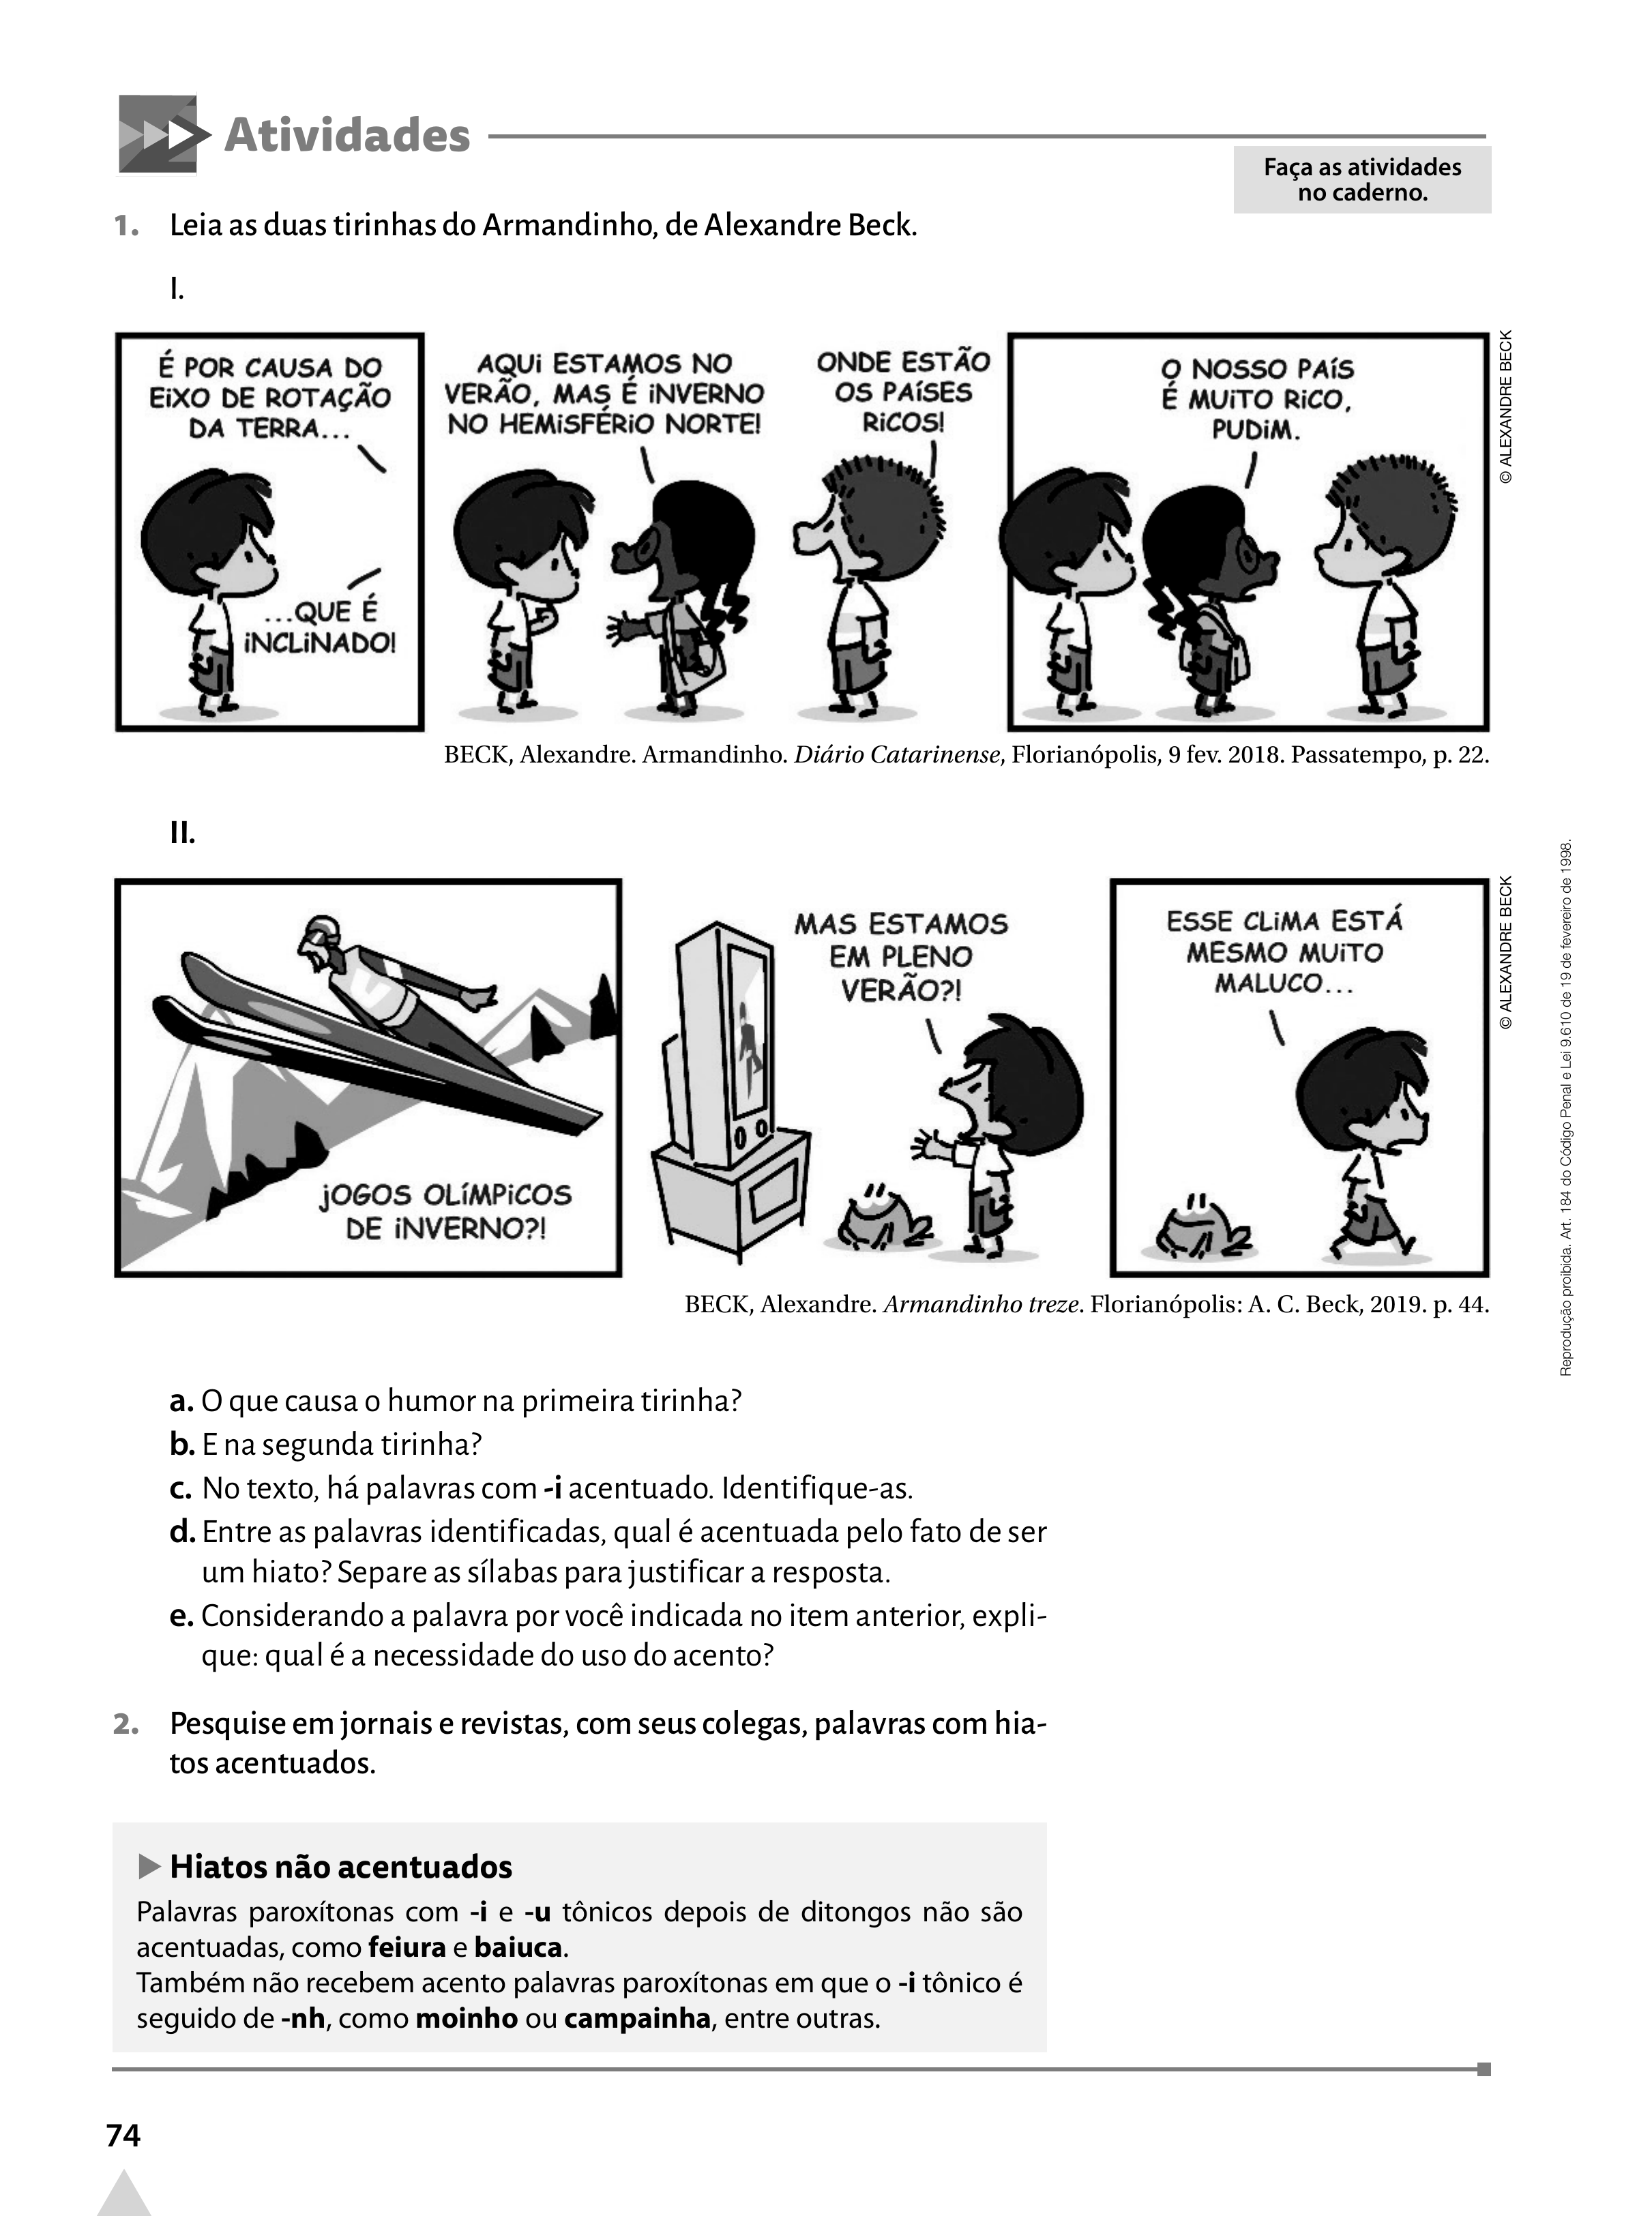 Atividades
Faça as atividades
no caderno.
1. Leia as duas tirinhas do Armandinho, de Alexandre Beck.
I.
É POR CAUSA DO
EiXO DE ROTAÇÃO
DA TERRA...
...QUE É
iNCLiNADO!
AQUi ESTAMOS NO
VERÃO, MAS É iNVERNO
NO HEMiSFÉRiO NORTE!
ONDE ESTÃO
OS PAíSES
RiCOS!
O NOSSO PAíS
É MUiTO RiCO,
PUDiM.
© ALEXANDRE BECK
BECK, Alexandre. Armandinho. Diário Catarinense, Florianópolis, 9 fev. 2018. Passatempo, p. 22.
II.
jOGOS OLíMPiCOS
DE iNVERNO?!
MAS ESTAMOS
EM PLENO
VERÃO?!
ESSE CLiMA ESTÁ
MESMO MUiTO
MALUCO...
© ALEXANDRE BECK
BECK, Alexandre. Armandinho treze. Florianópolis: A. C. Beck, 2019. p. 44.
Reprodução proibida. Art. 184 do Código Penal e Lei 9.610 de 19 de fevereiro de 1998.
a. O que causa o humor na primeira tirinha?
b. E na segunda tirinha?
c. No texto, há palavras com -i acentuado. Identifique-as.
d. Entre as palavras identificadas, qual é acentuada pelo fato de ser
um hiato? Separe as sílabas para justificar a resposta.
e. Considerando a palavra por você indicada no item anterior, expli-
que: qual é a necessidade do uso do acento?
2. Pesquise em jornais e revistas, com seus colegas, palavras com hia-
tos acentuados.
Hiatos não acentuados
Palavras paroxítonas com -i e -u tônicos depois de ditongos não são
acentuadas, como feiura e baiuca.
Também não recebem acento palavras paroxítonas em que o -i tônico é
seguido de -nh, como moinho ou campainha, entre outras.
74